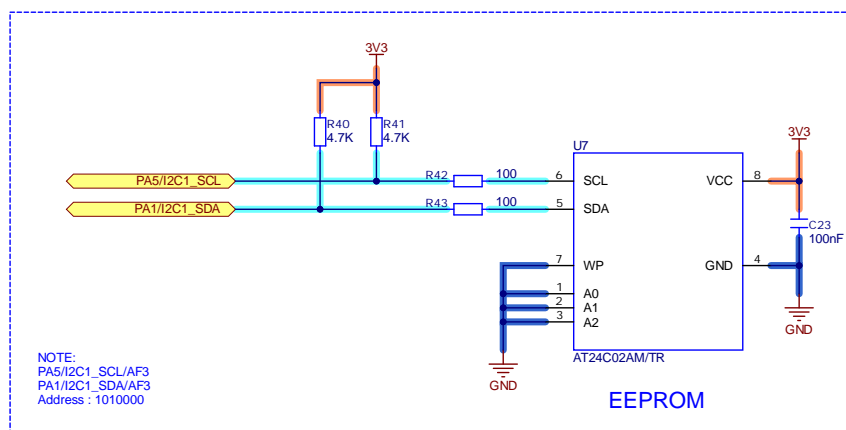 3V3
R40
4.7K
R41
4.7K
U7
3V3
PA5/I2C1_SCL
R42
100
6
SCL
VCC
8
PA1/I2C1_SDA
R43
100
5
SDA
C23
100nF
7
WP
GND
4
1
A0
2
A1
3
A2
GND
GND
AT24C02AM/TR
NOTE:
PA5/I2C1_SCL/AF3
PA1/I2C1_SDA/AF3
Address : 1010000
EEPROM